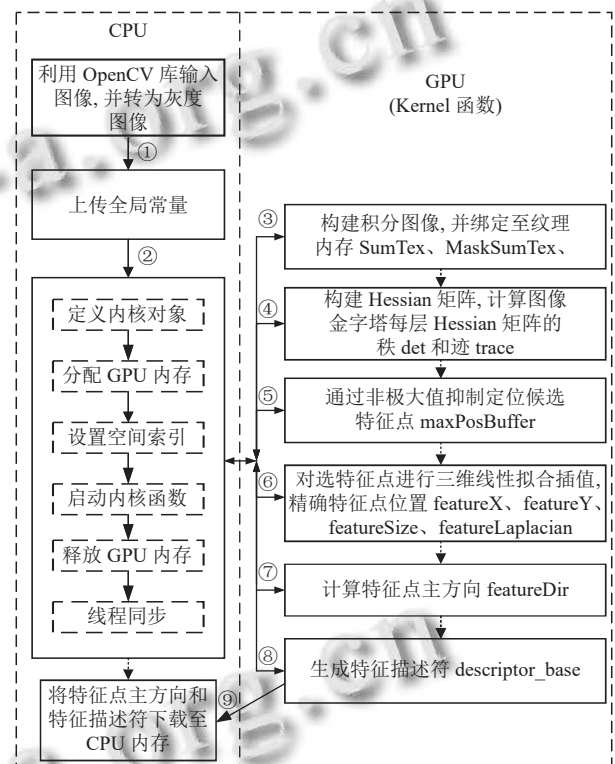 CPU
利用 OpenCV 库输入
图像, 并转为灰度
图像
①
上传全局常量
②
定义内核对象
分配 GPU 内存
设置空间索引
启动内核函数
释放 GPU 内存
线程同步
将特征点主方向和
特征描述符下载至
CPU 内存
GPU
(Kernel 函数)
③
构建积分图像, 并绑定至纹理
内存 SumTex、MaskSumTex、
④
构建 Hessian 矩阵, 计算图像
金字塔每层 Hessian 矩阵的
秩 det 和迹 trace
⑤
通过非极大值抑制定位候选
特征点 maxPosBuffer
⑥
对选特征点进行三维线性拟合插值,
精确特征点位置 featureX、featureY、
featureSize、featureLaplacian
⑦
计算特征点主方向 featureDir
⑧
生成特征描述符 descriptor_base
⑨
.org.cn
a.org.cn